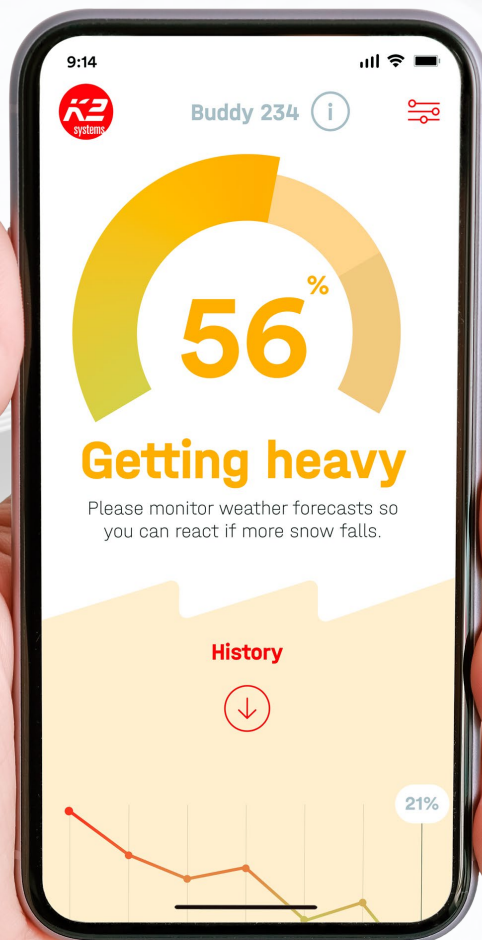 9:14
K2
systems
Buddy 234 i
56%
Getting heavy
Please monitor weather forecasts so
you can react if more snow falls.
History
21%